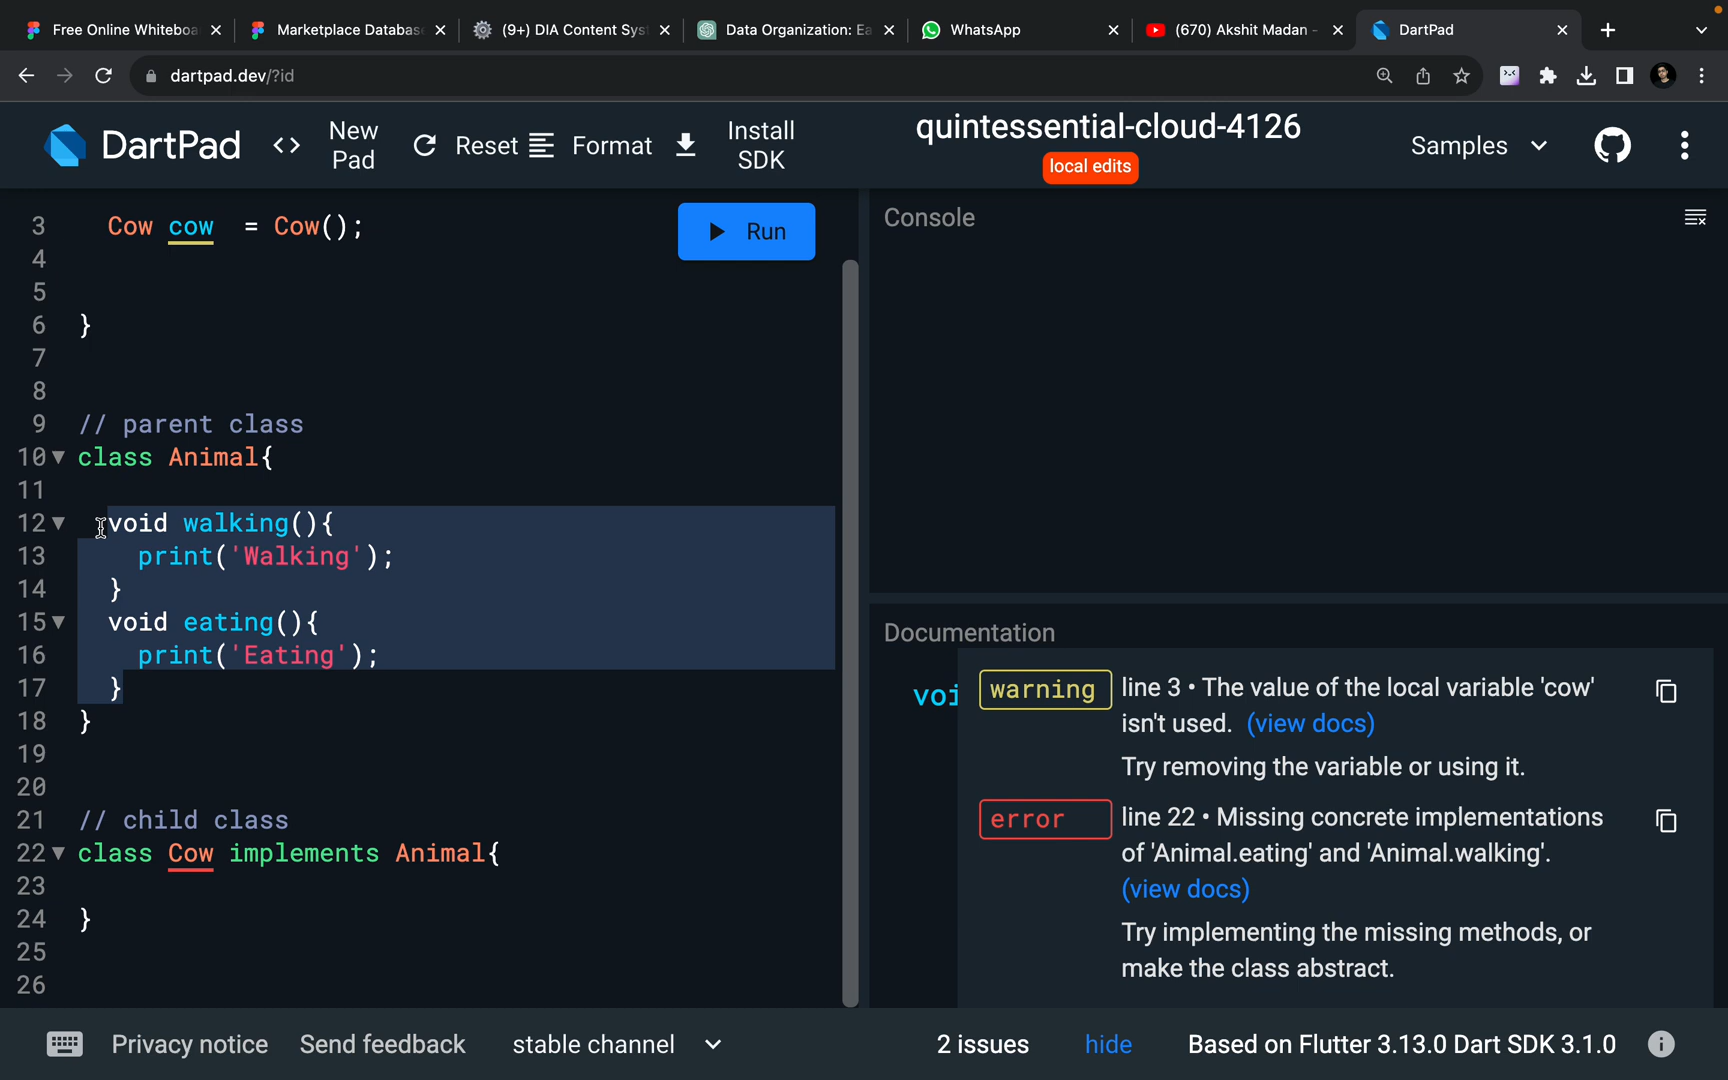 Free Online Whiteboa
Marketplace Databas
(9+) DIA Content Sys
Data Organization: Ea
WhatsApp
(670) Akshit Madan -
DartPad
dartpad.dev/?id
DartPad
<> New Pad
Reset
Format
Install SDK
quintessential-cloud-4126
local edits
Samples
3 Cow cow = Cow();
Run
4
5
6 }
7
8
9 // parent class
10 class Animal{
11
12 void walking(){
13 print('Walking');
14 }
15 void eating(){
16 print('Eating');
17 }
18 }
19
20
21 // child class
22 class Cow implements Animal{
23
24 }
25
26
Console
Documentation
voi
warning line 3 • The value of the local variable 'cow'
isn't used. (view docs)
Try removing the variable or using it.
error line 22 • Missing concrete implementations
of 'Animal.eating' and 'Animal.walking'.
(view docs)
Try implementing the missing methods, or
make the class abstract.
Privacy notice Send feedback stable channel 2 issues hide Based on Flutter 3.13.0 Dart SDK 3.1.0